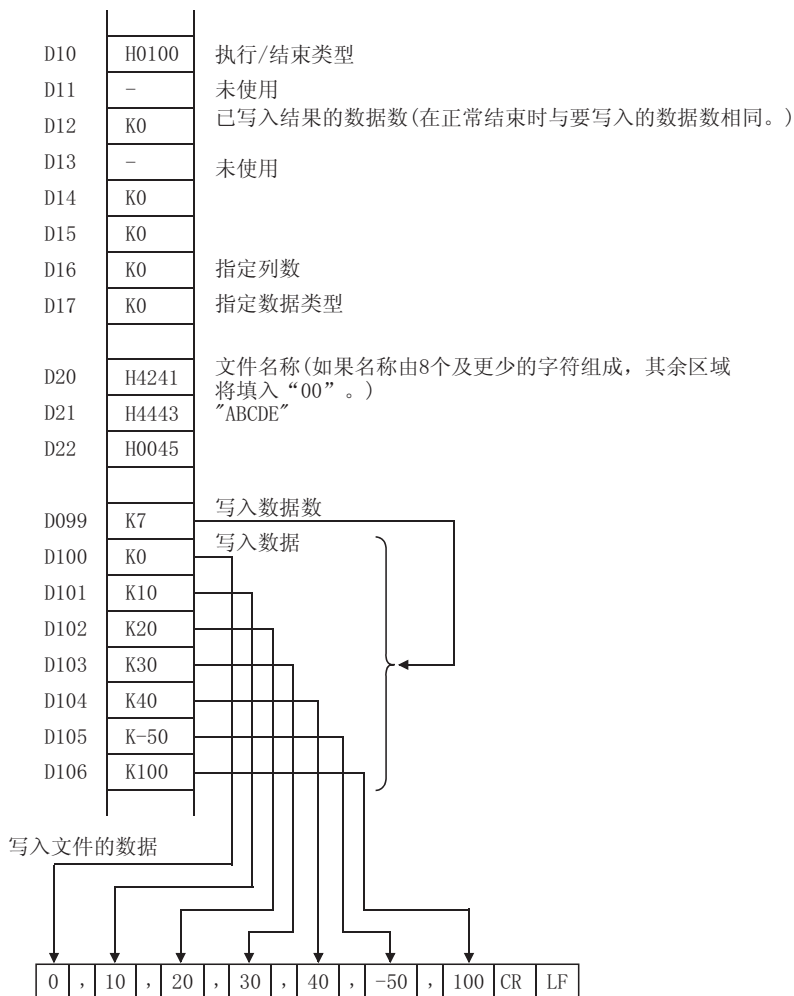 D10 H0100 执行/结束类型
D11 - 未使用
D12 K0 已写入结果的数据数(在正常结束时与要写入的数据数相同。)
D13 - 未使用
D14 K0
D15 K0
D16 K0 指定列数
D17 K0 指定数据类型
D20 H4241 文件名称(如果名称由8个及更少的字符组成，其余区域
将填入“00”。)
D21 H4443 "ABCDE"
D22 H0045
D099 K7 写入数据数
D100 K0 写入数据
D101 K10
D102 K20
D103 K30
D104 K40
D105 K-50
D106 K100
写入文件的数据
0 , 10 , 20 , 30 , 40 , -50 , 100 CR LF